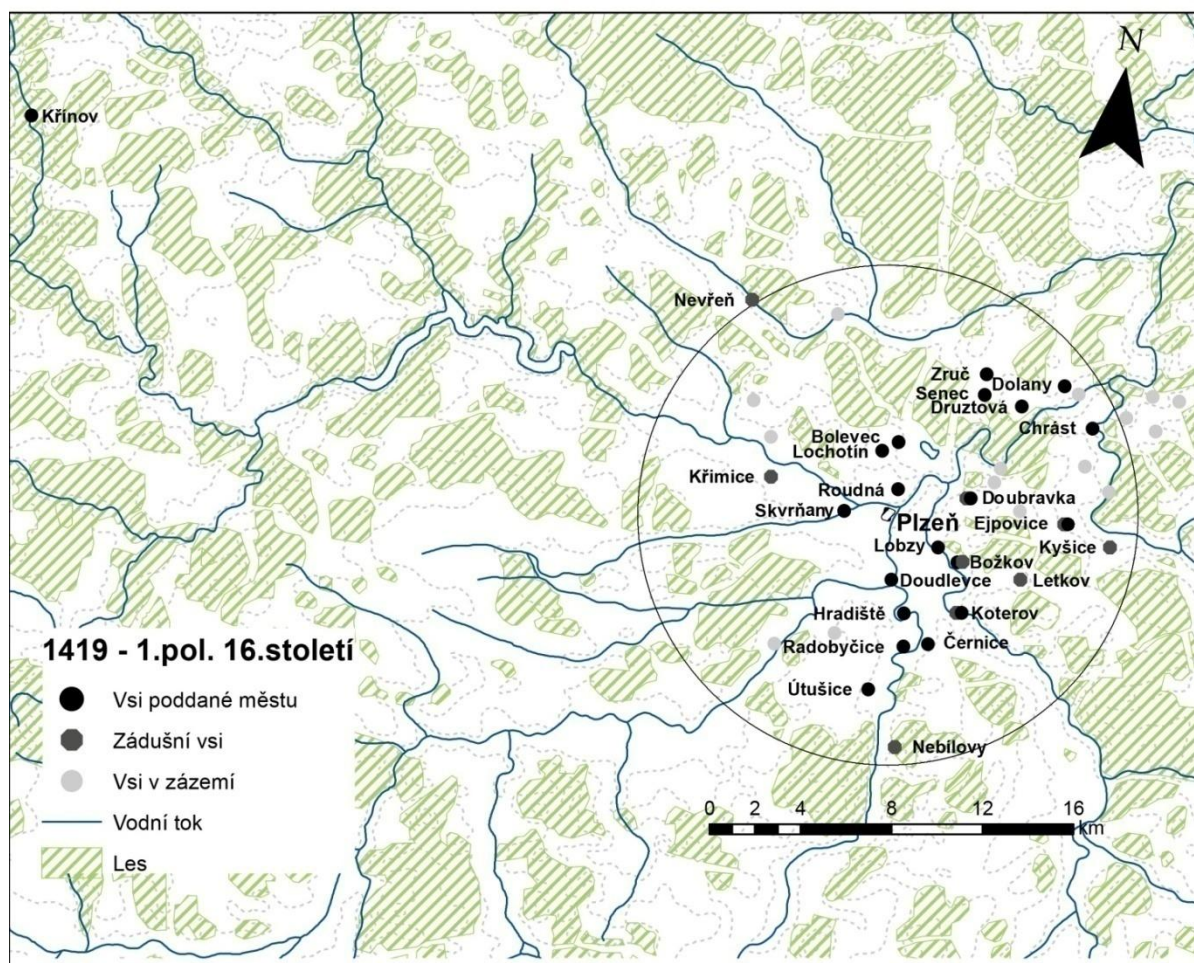 N
Křínov
Nevřeň
Zruč
Dolany
Senec
Druztová
Chrást
Bolevec
Lochotín
Křimice
Roudná
Doubravka
Skvrňany
Plzeň
Ejpovice
Lobzy
Kyšice
Božkov
Doudlevce
Letkov
Hradiště
Koterov
Radobyčice
Černice
Útušice
Nebílovy
1419 - 1.pol. 16.století
Vsi poddané městu
Zádušní vsi
Vsi v zázemí
Vodní tok
Les
0 2 4 8 12 16
km